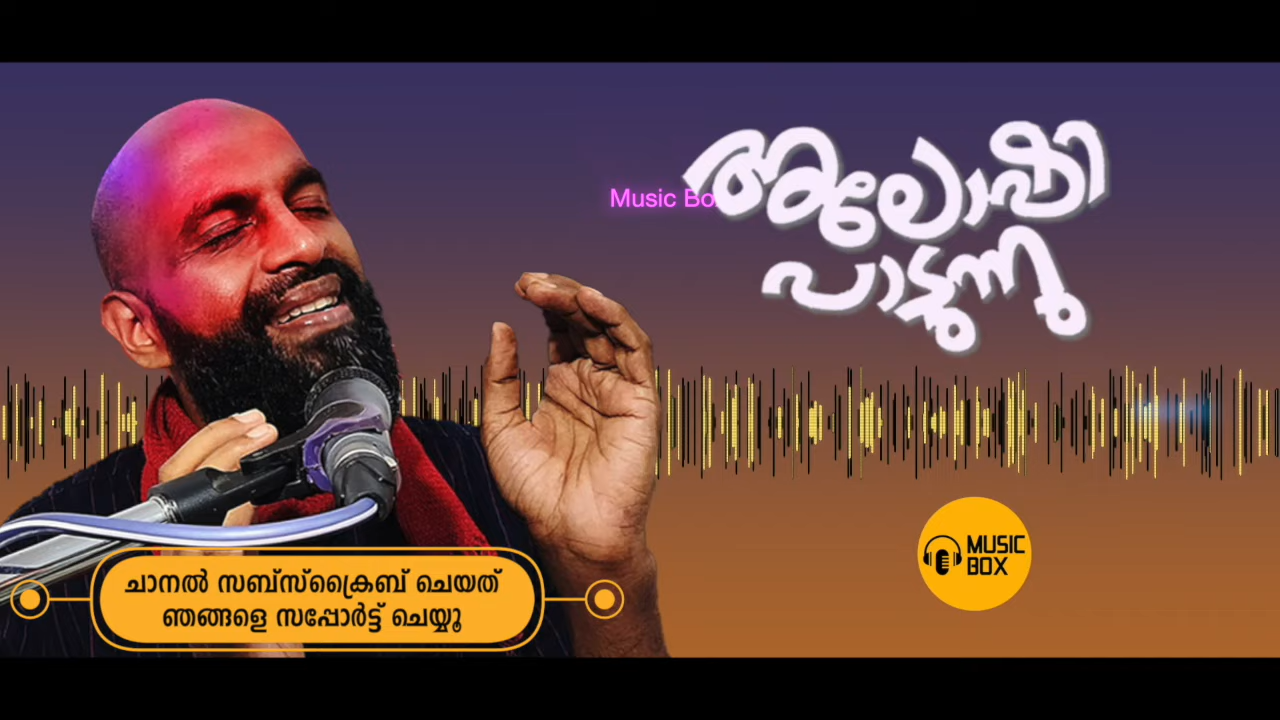 അലോഷി
Music Bo
പാടുന്നു
MUSIC
BOX
ചാനൽ സബ്സ്ക്രൈബ് ചെയത്
ഞങ്ങളെ സപ്പോർട്ട് ചെയ്യൂ